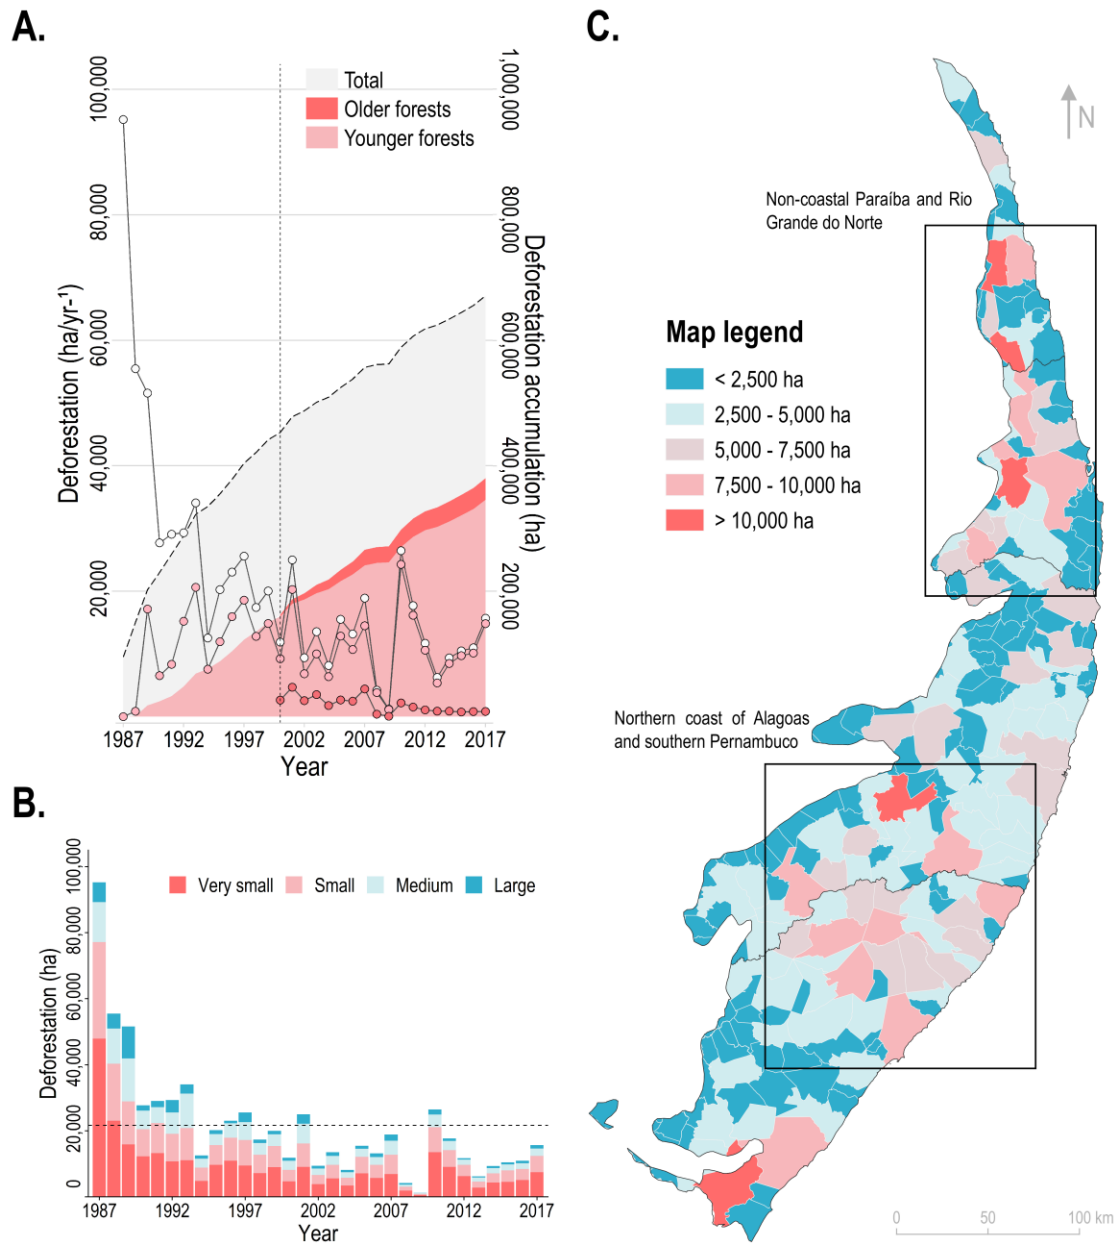 A.
Total
Older forests
Younger forests
Deforestation (ha/yr-¹)
100,000
80,000
60,000
40,000
20,000
Deforestation accumulation (ha)
1,000,000
800,000
600,000
400,000
200,000
1987 1992 1997 2002 2007 2012 2017
Year
B.
Very small Small Medium Large
Deforestation (ha)
100,000
80,000
60,000
40,000
20,000
0
1987 1992 1997 2002 2007 2012 2017
Year
C.
N
Non-coastal Paraíba and Rio
Grande do Norte
Map legend
< 2,500 ha
2,500 - 5,000 ha
5,000 - 7,500 ha
7,500 - 10,000 ha
> 10,000 ha
Northern coast of Alagoas
and southern Pernambuco
0 50 100 km